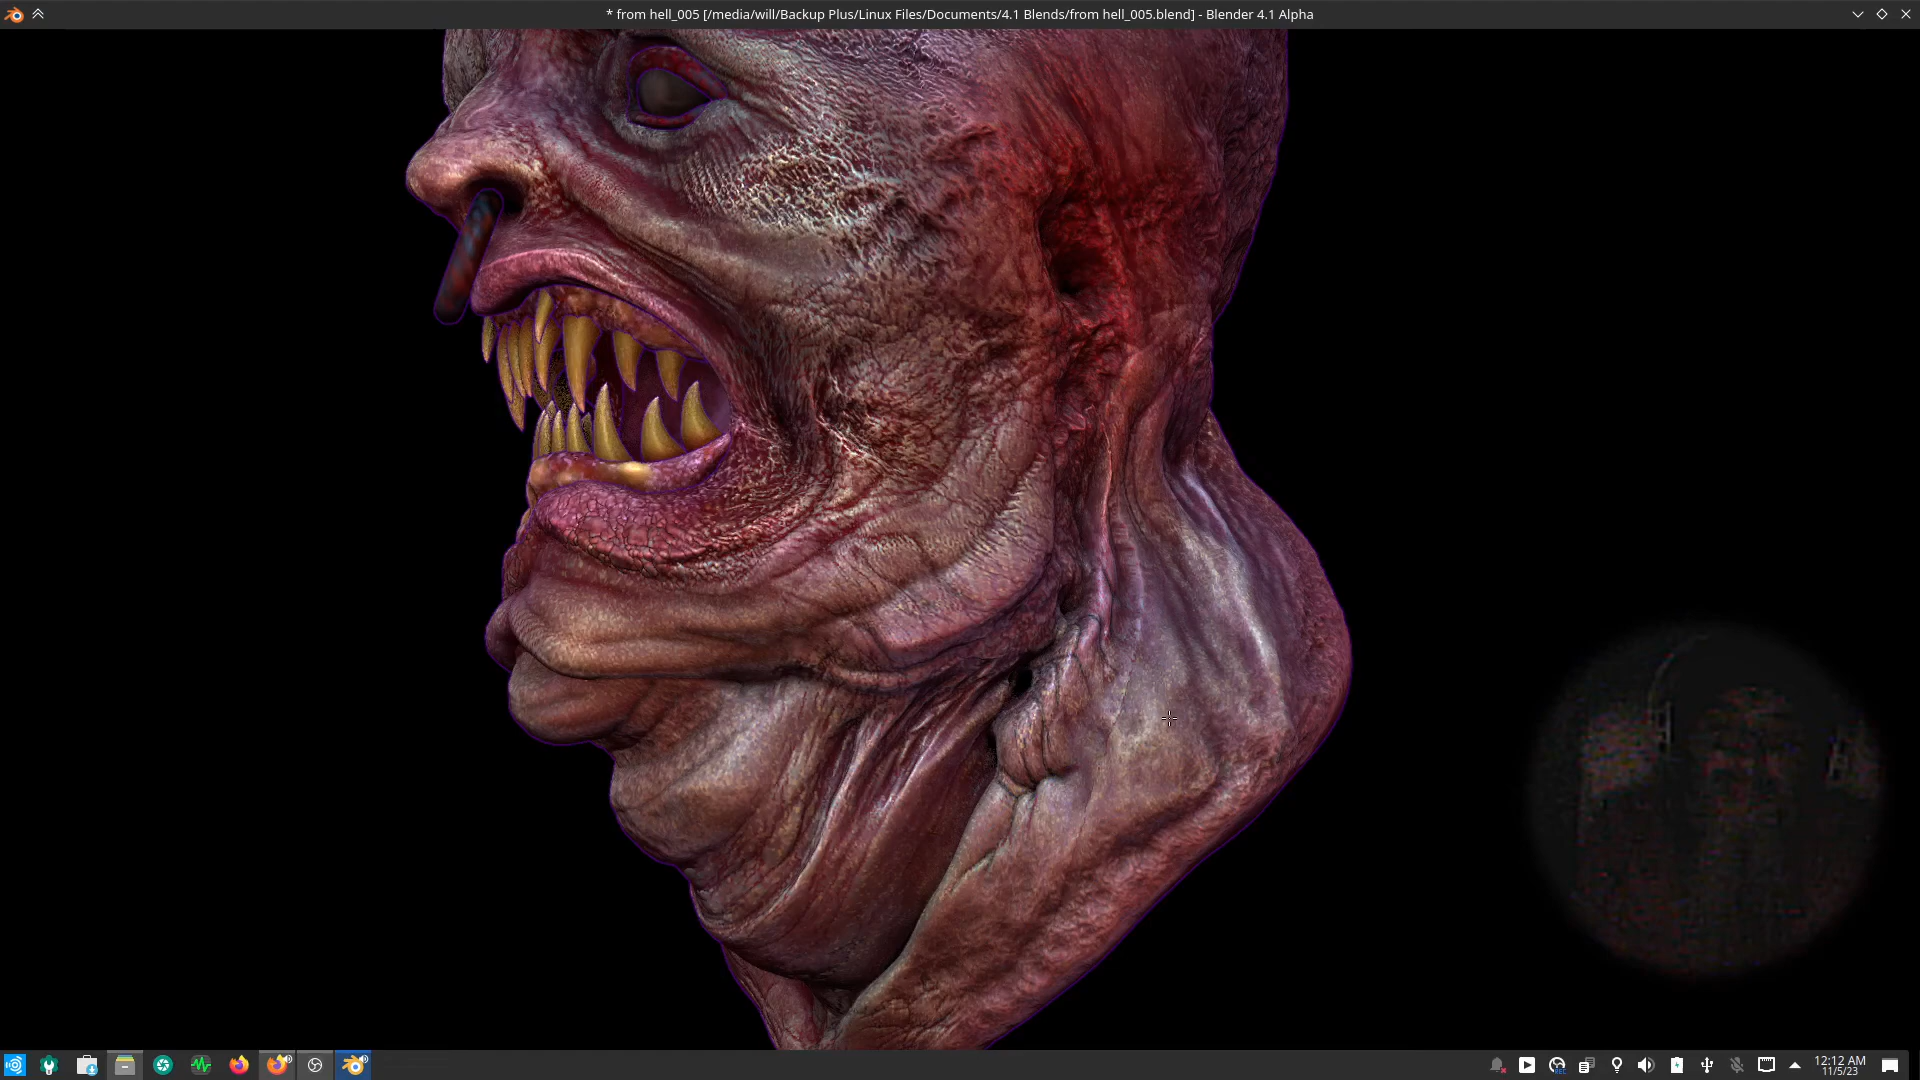 * from hell_005 [/media/will/Backup Plus/Linux Files/Documents/4.1 Blends/from hell_005.blend] - Blender 4.1 Alpha
REC
12:12 AM
11/5/23